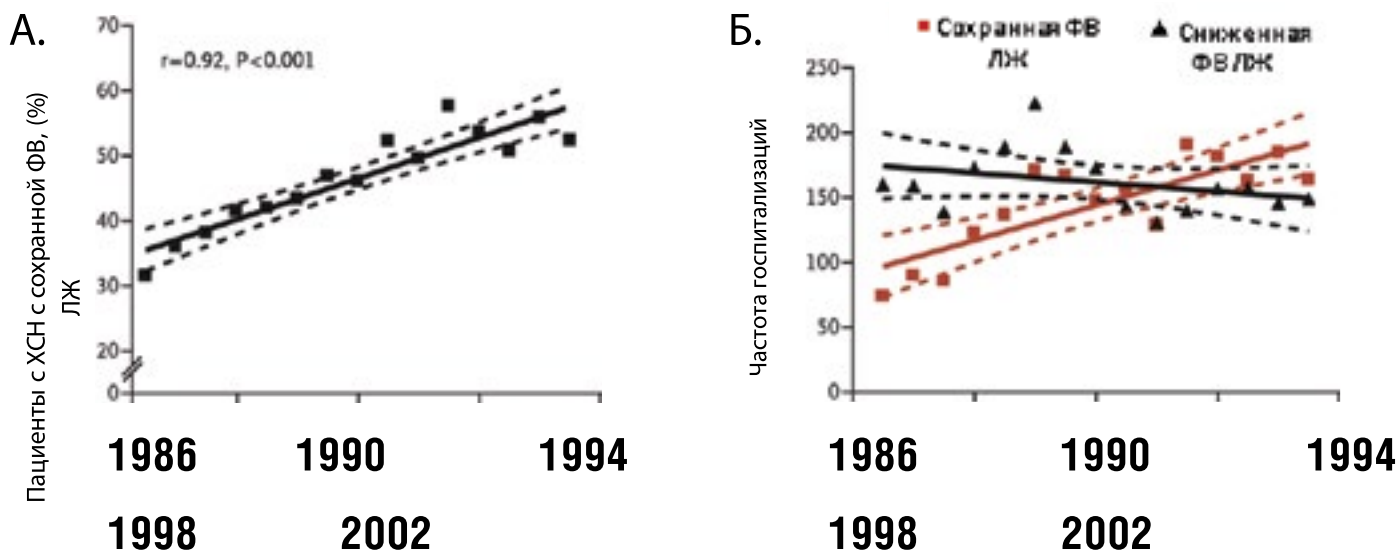 А.
70
r=0.92, P<0.001
60
50
40
30
20
0
Пациенты с ХСН с сохранной ФВ, (%)
ЛЖ
1986 1990 1994
1998 2002
Б.
Сохранная ФВ
ЛЖ
Сниженная
ФВ ЛЖ
250
200
150
100
50
0
Частота госпитализаций
1986 1990 1994
1998 2002